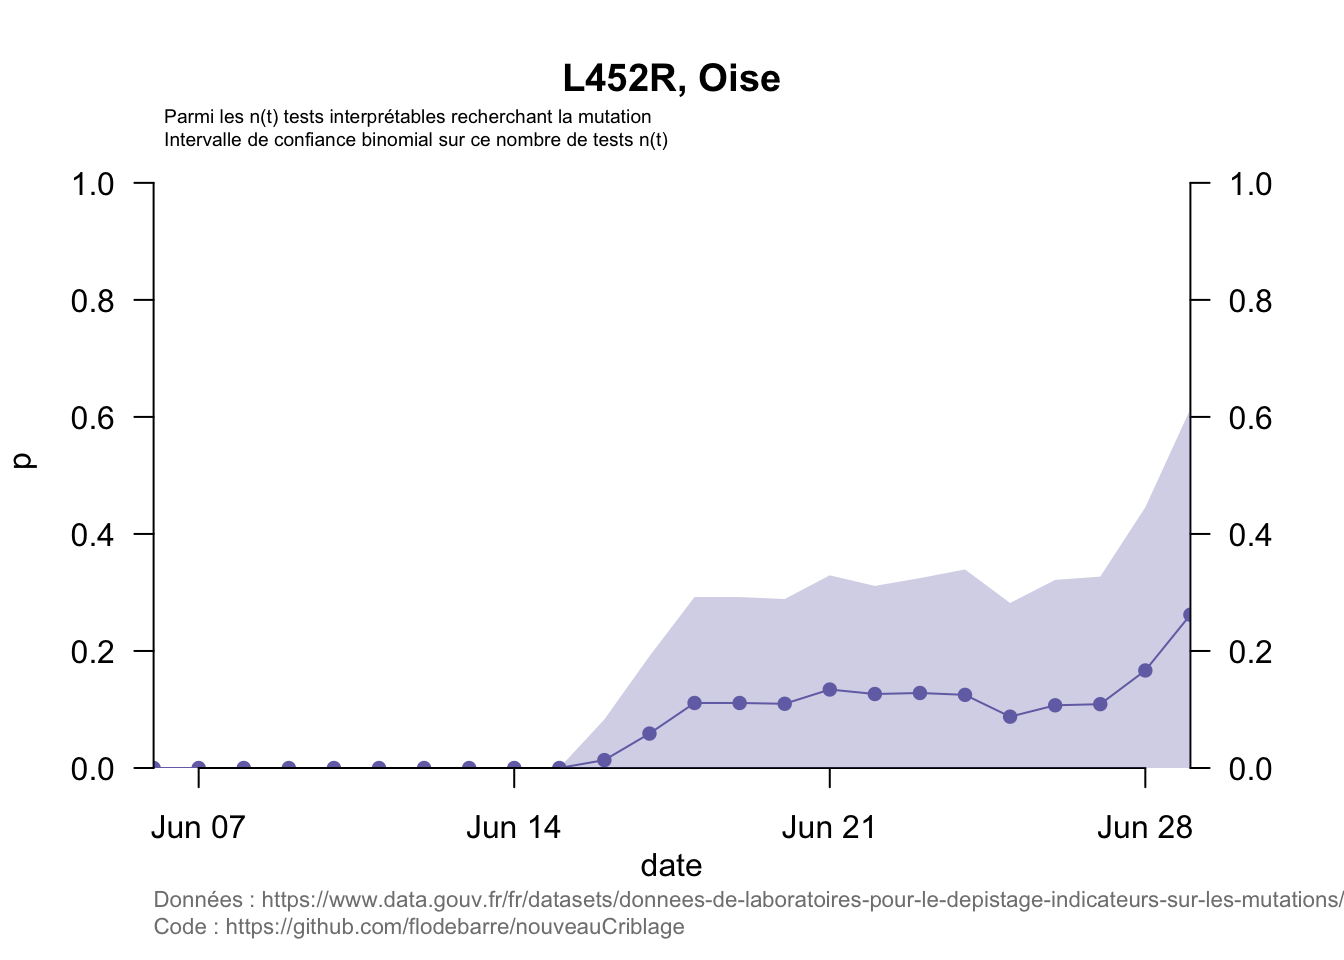 L452R, Oise
Parmi les n(t) tests interprétables recherchant la mutation
Intervalle de confiance binomial sur ce nombre de tests n(t)
1.0
0.8
0.6
0.4
0.2
0.0
p
1.0
0.8
0.6
0.4
0.2
0.0
Jun 07
Jun 14
Jun 21
Jun 28
date
Données : https://www.data.gouv.fr/fr/datasets/donnees-de-laboratoires-pour-le-depistage-indicateurs-sur-les-mutations/
Code : https://github.com/flodebarre/nouveauCriblage